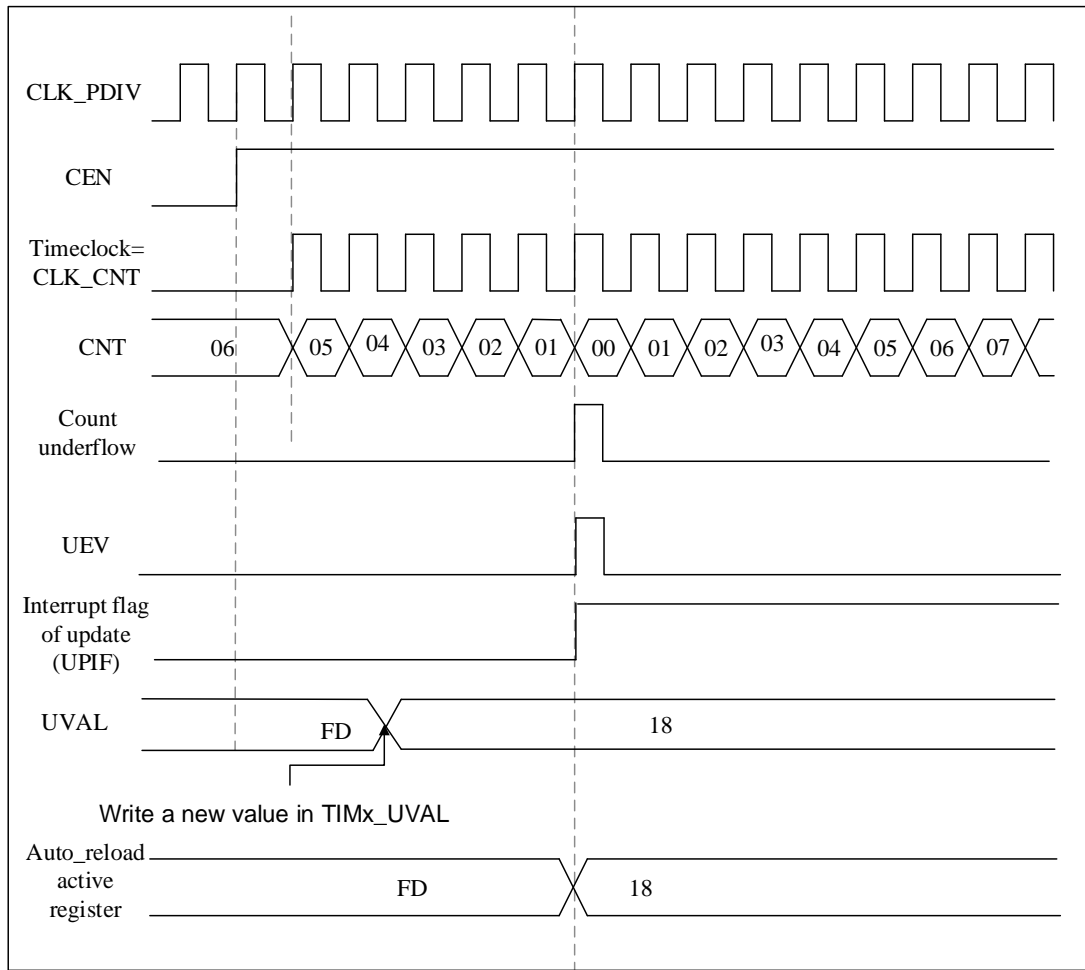 CLK_PDIV
CEN
Timeclock=
CLK_CNT
CNT
06 05 04 03 02 01 00 01 02 03 04 05 06 07
Count
underflow
UEV
Interrupt flag
of update
(UPIF)
UVAL
FD 18
Write a new value in TIMx_UVAL
Auto_reload
active
register
FD 18